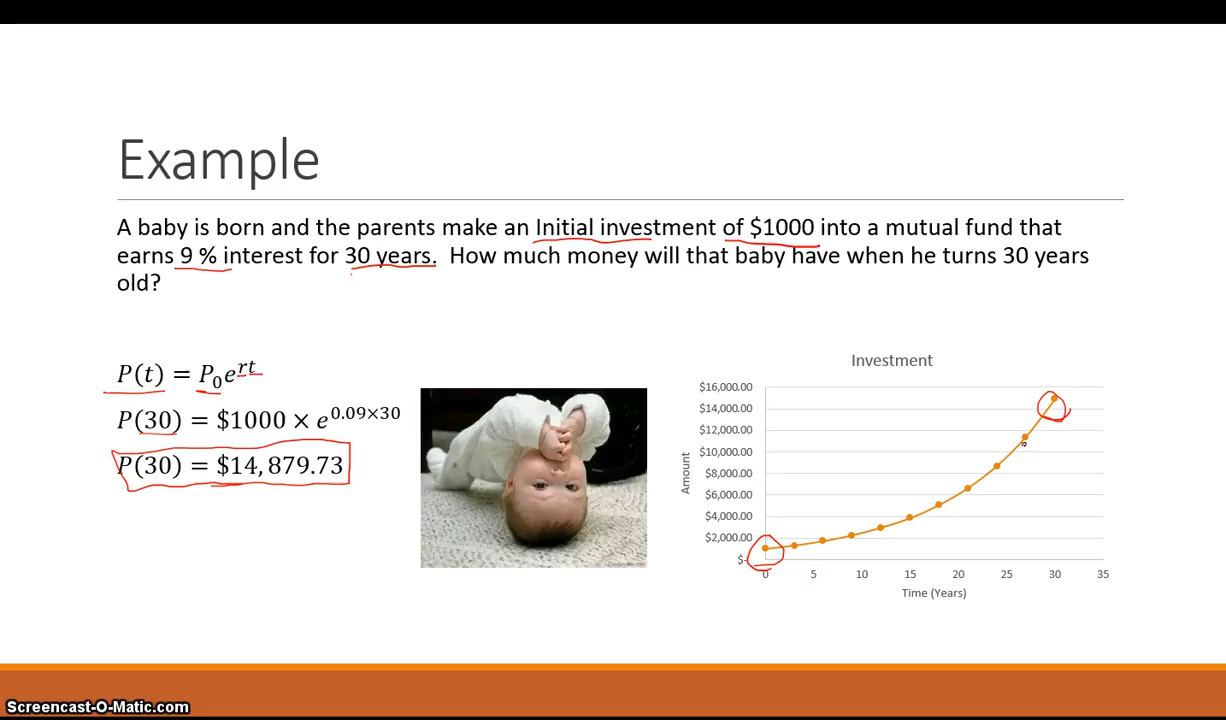 Example
A baby is born and the parents make an Initial investment of $1000 into a mutual fund that
earns 9 % interest for 30 years. How much money will that baby have when he turns 30 years
old?
P(t) = P₀e^{rt}
P(30) = $1000 × e^{0.09×30}
P(30) = $14,879.73
Investment
$16,000.00
$14,000.00
$12,000.00
$10,000.00
$8,000.00
$6,000.00
$4,000.00
$2,000.00
$-
Amount
0 5 10 15 20 25 30 35
Time (Years)
Screencast-O-Matic.com